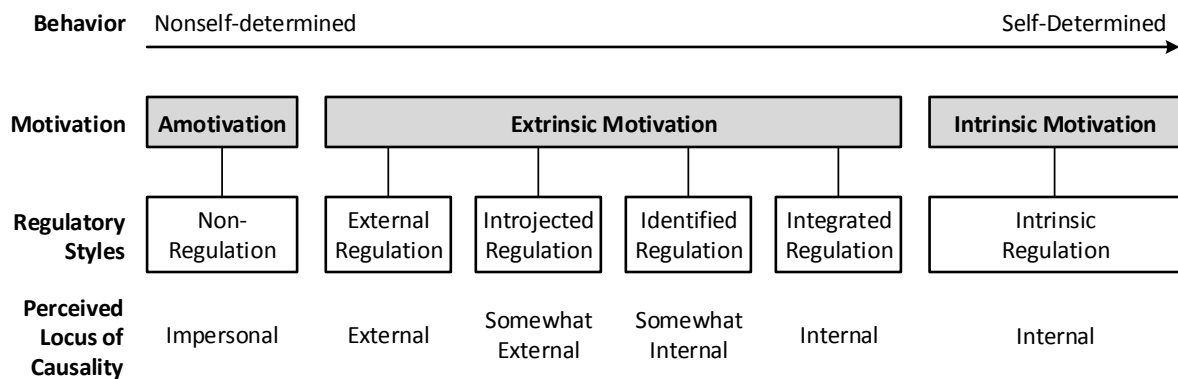 Behavior Nonself-determined Self-Determined
Motivation Amotivation Extrinsic Motivation Intrinsic Motivation
Regulatory
Styles
Non-
Regulation
External
Regulation
Introjected
Regulation
Identified
Regulation
Integrated
Regulation
Intrinsic
Regulation
Perceived
Locus of
Causality
Impersonal
External
Somewhat
External
Somewhat
Internal
Internal
Internal